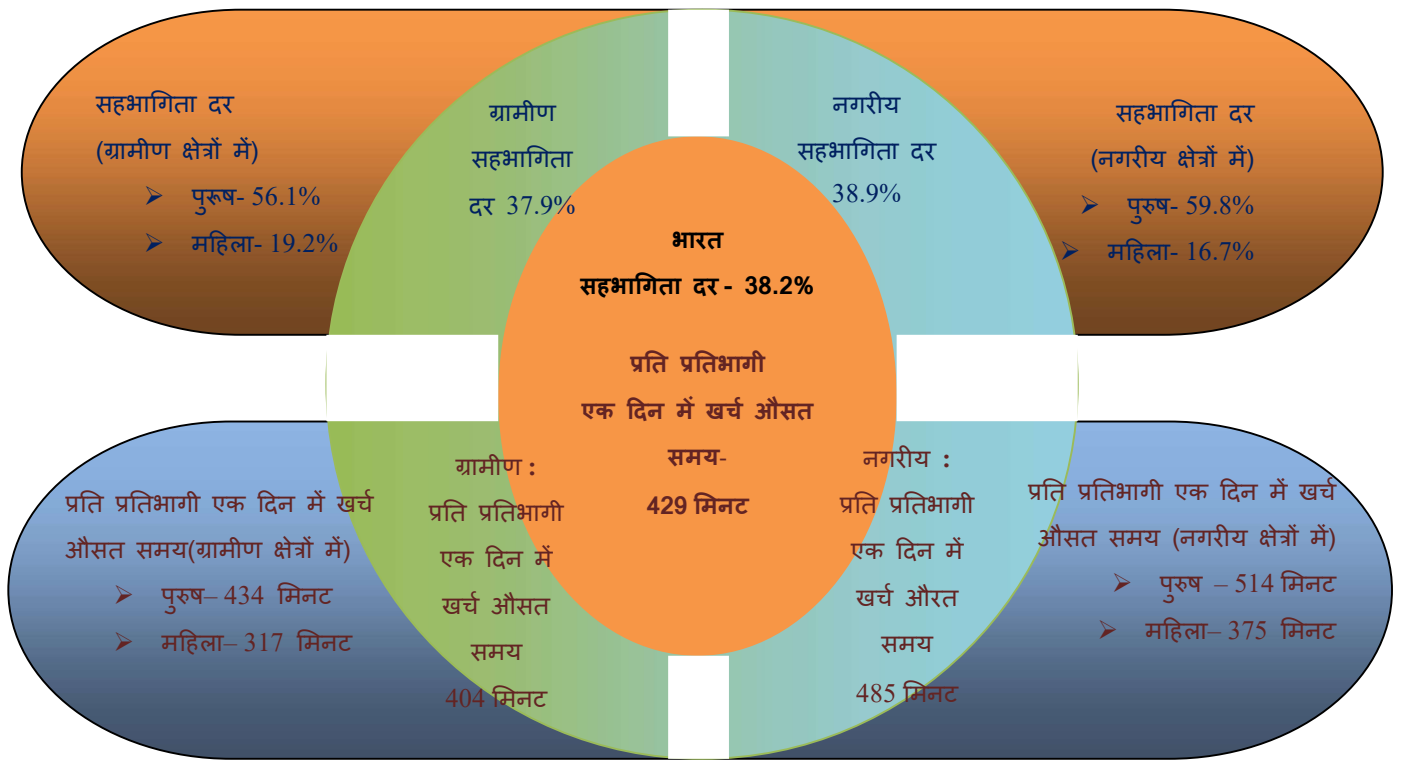 सहभागिता दर
(ग्रामीण क्षेत्रों में)
➢ पुरूष- 56.1%
➢ महिला- 19.2%
ग्रामीण
सहभागिता
दर 37.9%
नगरीय
सहभागिता दर
38.9%
सहभागिता दर
(नगरीय क्षेत्रों में)
➢ पुरुष- 59.8%
➢ महिला- 16.7%
भारत
सहभागिता दर - 38.2%
प्रति प्रतिभागी
एक दिन में खर्च औसत
समय-
429 मिनट
प्रति प्रतिभागी एक दिन में खर्च
औसत समय(ग्रामीण क्षेत्रों में)
➢ पुरुष– 434 मिनट
➢ महिला– 317 मिनट
ग्रामीण :
प्रति प्रतिभागी
एक दिन में
खर्च औसत
समय
404 मिनट
नगरीय :
प्रति प्रतिभागी
एक दिन में
खर्च औरत
समय
485 मिनट
प्रति प्रतिभागी एक दिन में खर्च
औसत समय (नगरीय क्षेत्रों में)
➢ पुरुष – 514 मिनट
➢ महिला– 375 मिनट